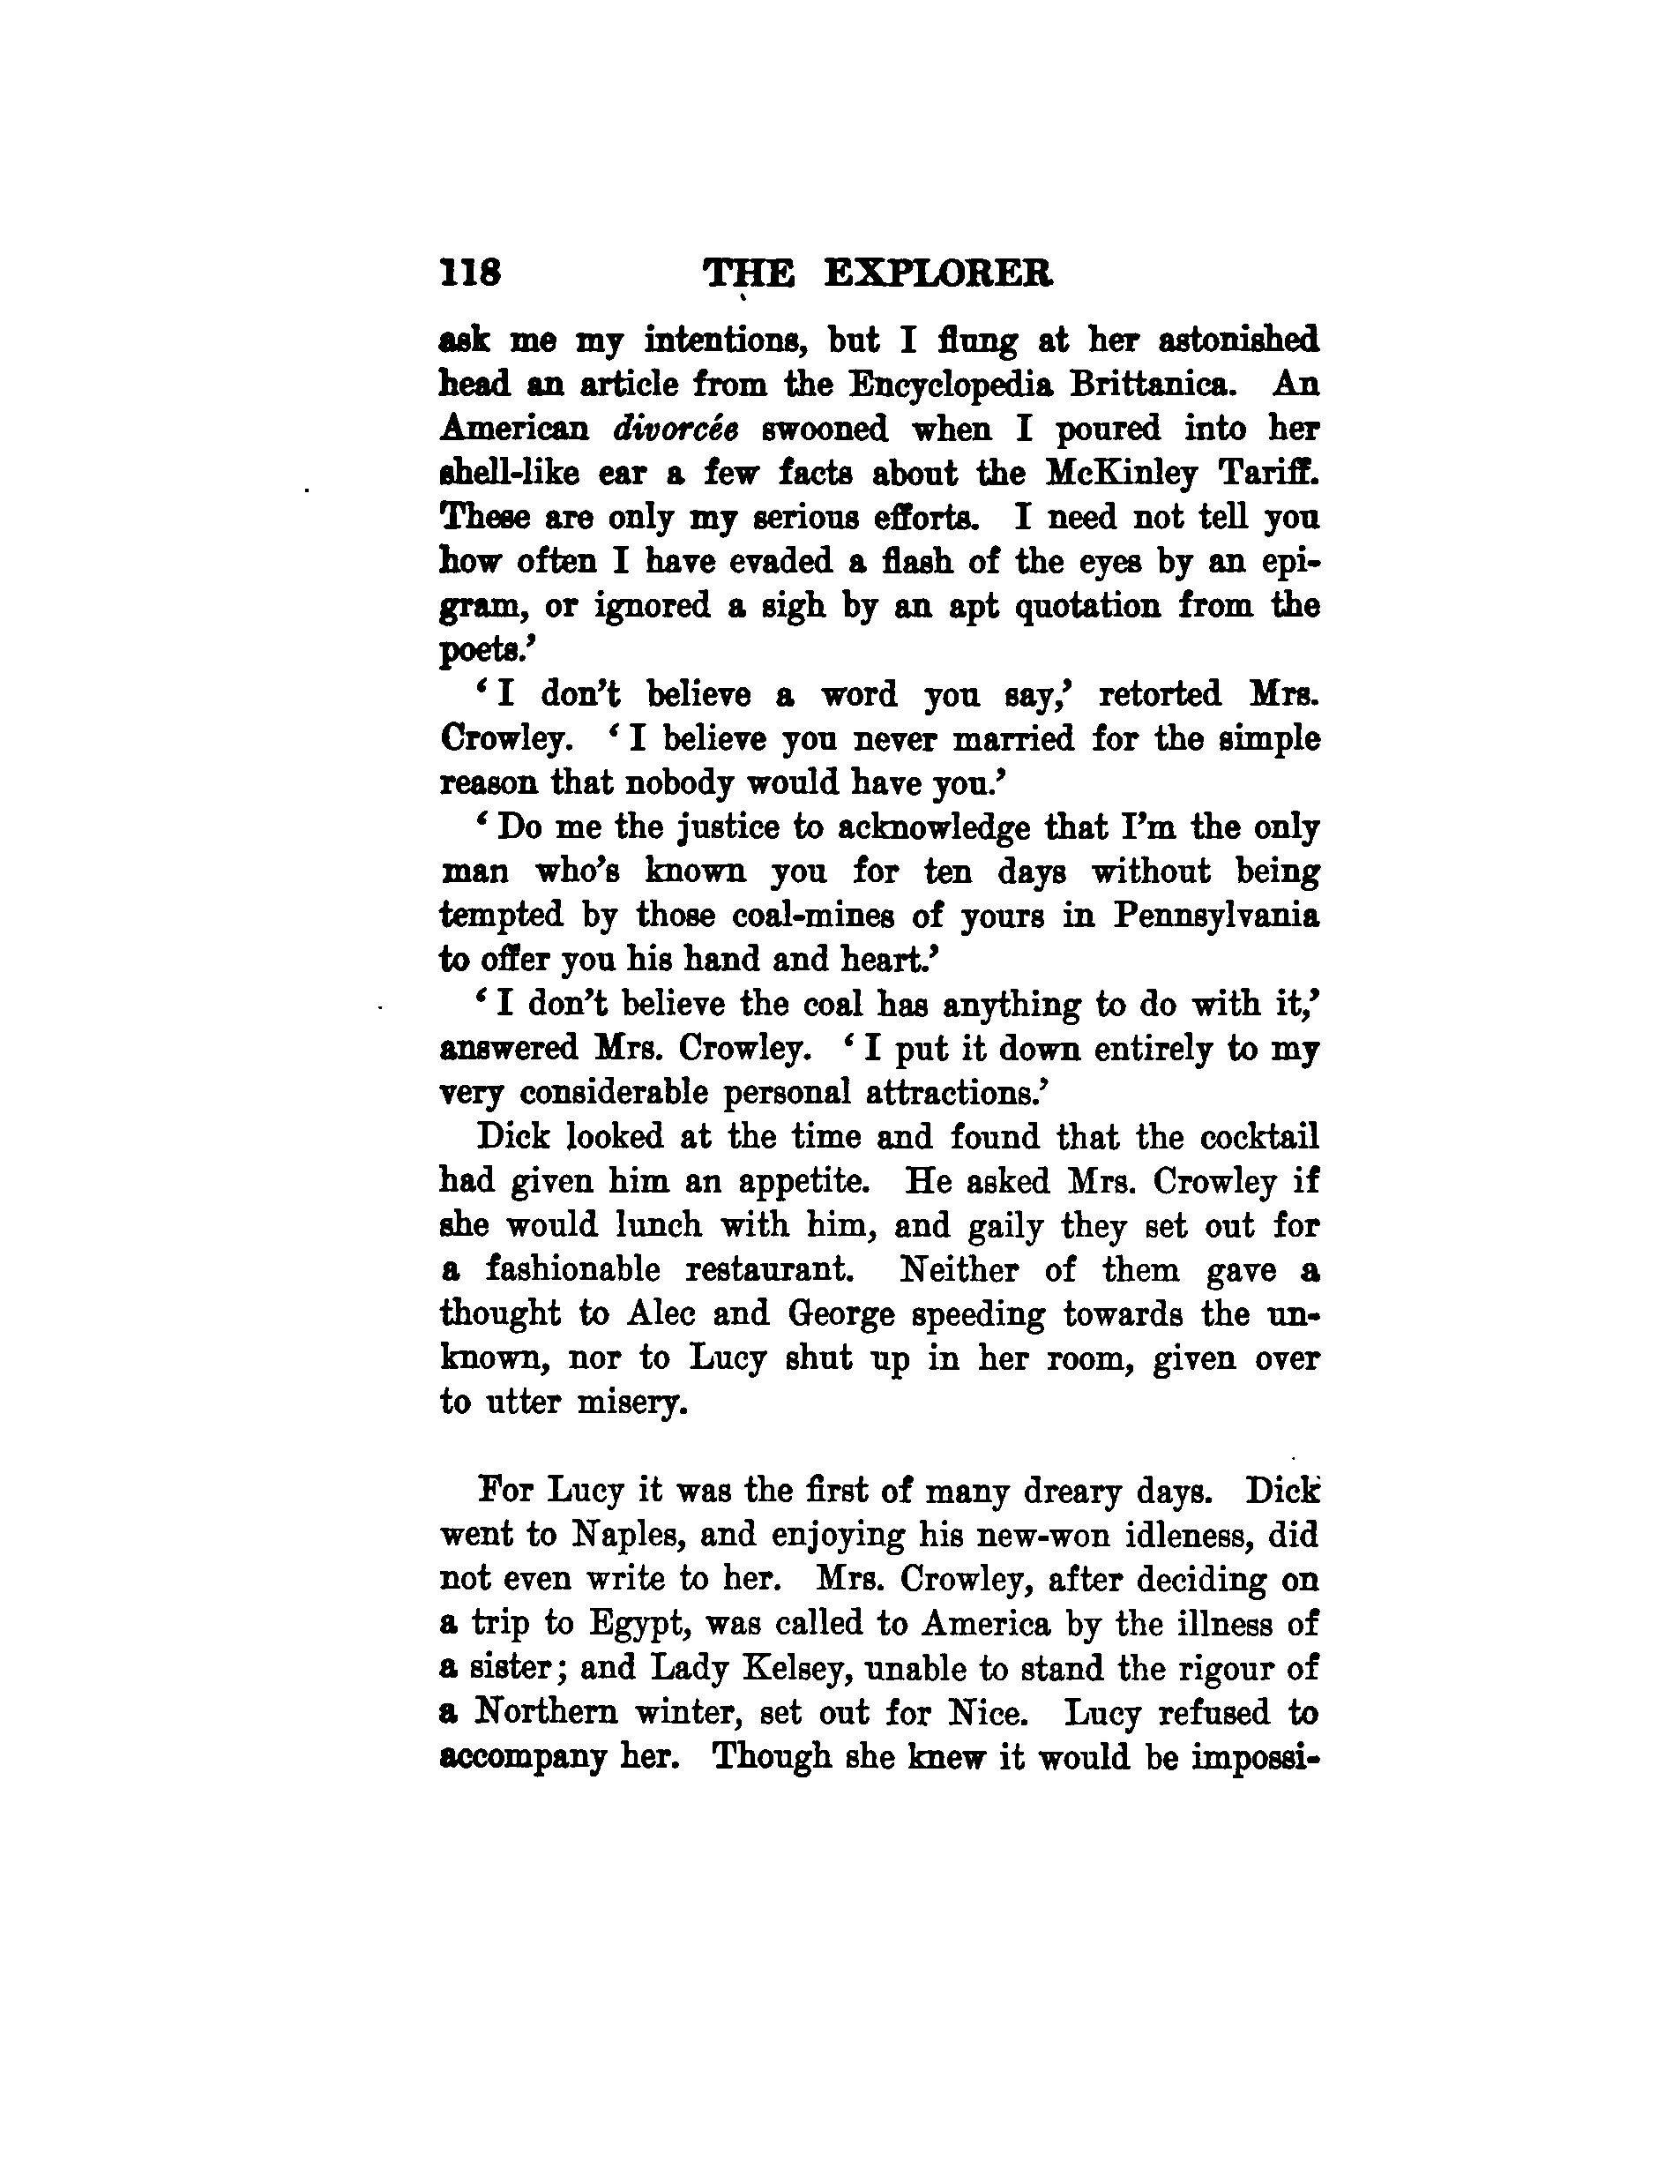 118 THE EXPLORER
ask me my intentions, but I flung at her astonished
head an article from the Encyclopedia Brittanica. An
American divorcée swooned when I poured into her
shell-like ear a few facts about the McKinley Tariff.
These are only my serious efforts. I need not tell you
how often I have evaded a flash of the eyes by an epi-
gram, or ignored a sigh by an apt quotation from the
poets.’
‘I don’t believe a word you say,’ retorted Mrs.
Crowley. ‘I believe you never married for the simple
reason that nobody would have you.’
‘Do me the justice to acknowledge that I’m the only
man who’s known you for ten days without being
tempted by those coal-mines of yours in Pennsylvania
to offer you his hand and heart.’
‘I don’t believe the coal has anything to do with it,’
answered Mrs. Crowley. ‘I put it down entirely to my
very considerable personal attractions.’
Dick looked at the time and found that the cocktail
had given him an appetite. He asked Mrs. Crowley if
she would lunch with him, and gaily they set out for
a fashionable restaurant. Neither of them gave a
thought to Alec and George speeding towards the un-
known, nor to Lucy shut up in her room, given over
to utter misery.
For Lucy it was the first of many dreary days. Dick
went to Naples, and enjoying his new-won idleness, did
not even write to her. Mrs. Crowley, after deciding on
a trip to Egypt, was called to America by the illness of
a sister; and Lady Kelsey, unable to stand the rigour of
a Northern winter, set out for Nice. Lucy refused to
accompany her. Though she knew it would be impossi-